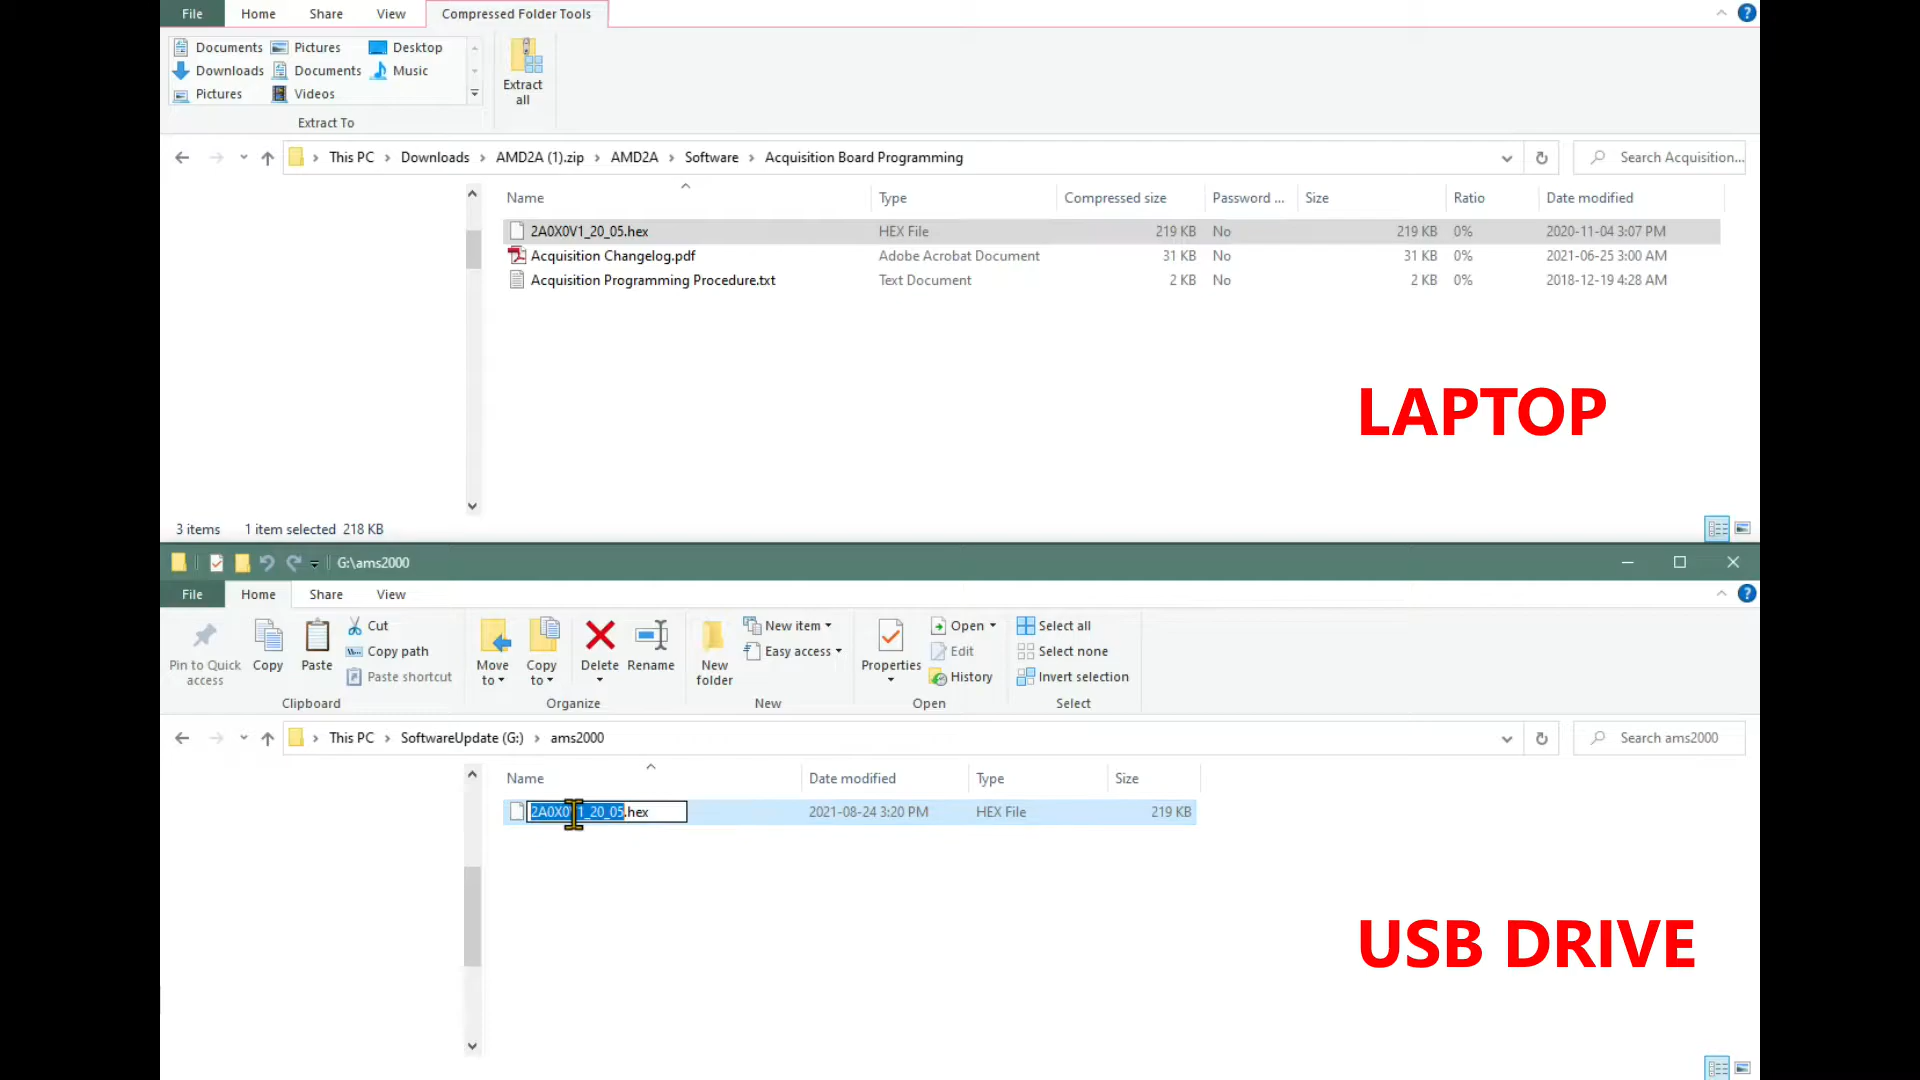 File Home Share View Compressed Folder Tools
Documents Pictures Desktop
Downloads Documents Music
Pictures Videos
Extract all
Extract To
This PC > Downloads > AMD2A (1).zip > AMD2A > Software > Acquisition Board Programming
Search Acquisition...
Name Type Compressed size Password ... Size Ratio Date modified
2A0X0V1_20_05.hex HEX File 219 KB No 219 KB 0% 2020-11-04 3:07 PM
Acquisition Changelog.pdf Adobe Acrobat Document 31 KB No 31 KB 0% 2021-06-25 3:00 AM
Acquisition Programming Procedure.txt Text Document 2 KB No 2 KB 0% 2018-12-19 4:28 AM
LAPTOP
3 items 1 item selected 218 KB
G:\ams2000
File Home Share View
Pin to Quick access
Copy
Paste
Cut
Copy path
Paste shortcut
Clipboard
Move to
Copy to
Delete
Rename
Organize
New folder
New item
Easy access
New
Properties
Open
Edit
History
Open
Select all
Select none
Invert selection
Select
This PC > SoftwareUpdate (G:) > ams2000
Search ams2000
Name Date modified Type Size
2A0X0V1_20_05.hex 2021-08-24 3:20 PM HEX File 219 KB
USB DRIVE